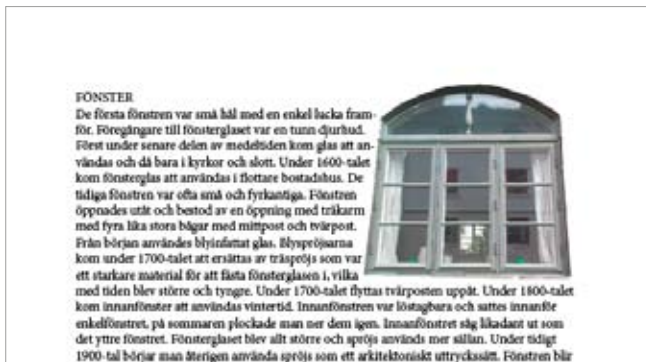 FÖNSTER
De första fönstren var små hål med en enkel lucka fram-
för. Föregångare till fönsterglaset var en tunn djurhud.
Först under senare delen av medeltiden kom glas att an-
vändas och då bara i kyrkor och slott. Under 1600-talet
kom fönsterglas att användas i flottare bostadshus. De
tidiga fönstren var ofta små och fyrkantiga. Fönstren
öppnades utåt och bestod av en öppning med träkarm
med fyra lika stora bågar med mittpost och tvärpost.
Från början användes blyinfattat glas. Blyspröjsarna
kom under 1700-talet att ersättas av träspröjs som var
ett starkare material för att fästa fönsterglasen i, vilka
med tiden blev större och tyngre. Under 1700-talet flyttas tvärposten uppåt. Under 1800-talet
kom innanfönster att användas vintertid. Innanfönstren var löstagbara och sattes innanför
enkelfönstret, på sommaren plockade man ner dem igen. Innanfönstret såg likadant ut som
det yttre fönstret. Fönsterglaset blev allt större och spröjs används mer sällan. Under tidigt
1900-tal börjar man återigen använda spröjs som ett arkitektoniskt uttryckssätt. Fönstren blir